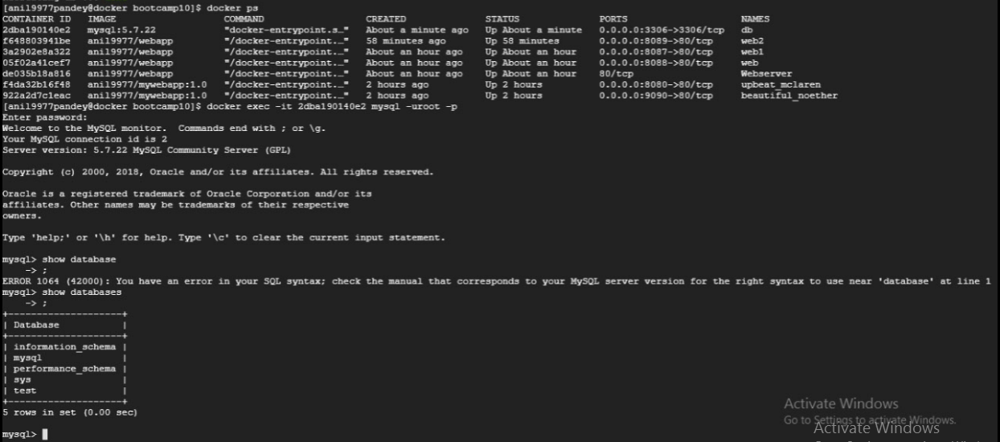 [anil9977pandey@docker bootcamp10]$ docker ps
CONTAINER ID   IMAGE                    COMMAND                  CREATED              STATUS              PORTS                    NAMES
2dba190140e2   mysql:5.7.22             "docker-entrypoint.s…"   About a minute ago   Up About a minute   0.0.0.0:3306->3306/tcp   db
f648803941be   anil9977/webapp          "/docker-entrypoint.…"   58 minutes ago       Up 58 minutes       0.0.0.0:8089->80/tcp     web2
3a2902e8a322   anil9977/webapp          "/docker-entrypoint.…"   About an hour ago    Up About an hour    0.0.0.0:8087->80/tcp     web1
05f02a41cef7   anil9977/webapp          "/docker-entrypoint.…"   About an hour ago    Up About an hour    0.0.0.0:8088->80/tcp     web
de035b18a816   anil9977/webapp          "/docker-entrypoint.…"   About an hour ago    Up About an hour    80/tcp                   Webserver
f4da32b16f48   anil9977/mywebapp:1.0    "/docker-entrypoint.…"   2 hours ago          Up 2 hours          0.0.0.0:8080->80/tcp     upbeat_mclaren
922a2d7c1eac   anil9977/mywebapp:1.0    "/docker-entrypoint.…"   2 hours ago          Up 2 hours          0.0.0.0:9090->80/tcp     beautiful_noether
[anil9977pandey@docker bootcamp10]$ docker exec -it 2dba190140e2 mysql -uroot -p
Enter password:
Welcome to the MySQL monitor.  Commands end with ; or \g.
Your MySQL connection id is 2
Server version: 5.7.22 MySQL Community Server (GPL)
Copyright (c) 2000, 2018, Oracle and/or its affiliates. All rights reserved.
Oracle is a registered trademark of Oracle Corporation and/or its
affiliates. Other names may be trademarks of their respective
owners.
Type 'help;' or '\h' for help. Type '\c' to clear the current input statement.
mysql> show database
    -> ;
ERROR 1064 (42000): You have an error in your SQL syntax; check the manual that corresponds to your MySQL server version for the right syntax to use near 'database' at line 1
mysql> show databases
    -> ;
+--------------------+
| Database           |
+--------------------+
| information_schema |
| mysql              |
| performance_schema |
| sys                |
| test               |
+--------------------+
5 rows in set (0.00 sec)
mysql>
Activate Windows
Go to Settings to activate Windows.
Activate Windows